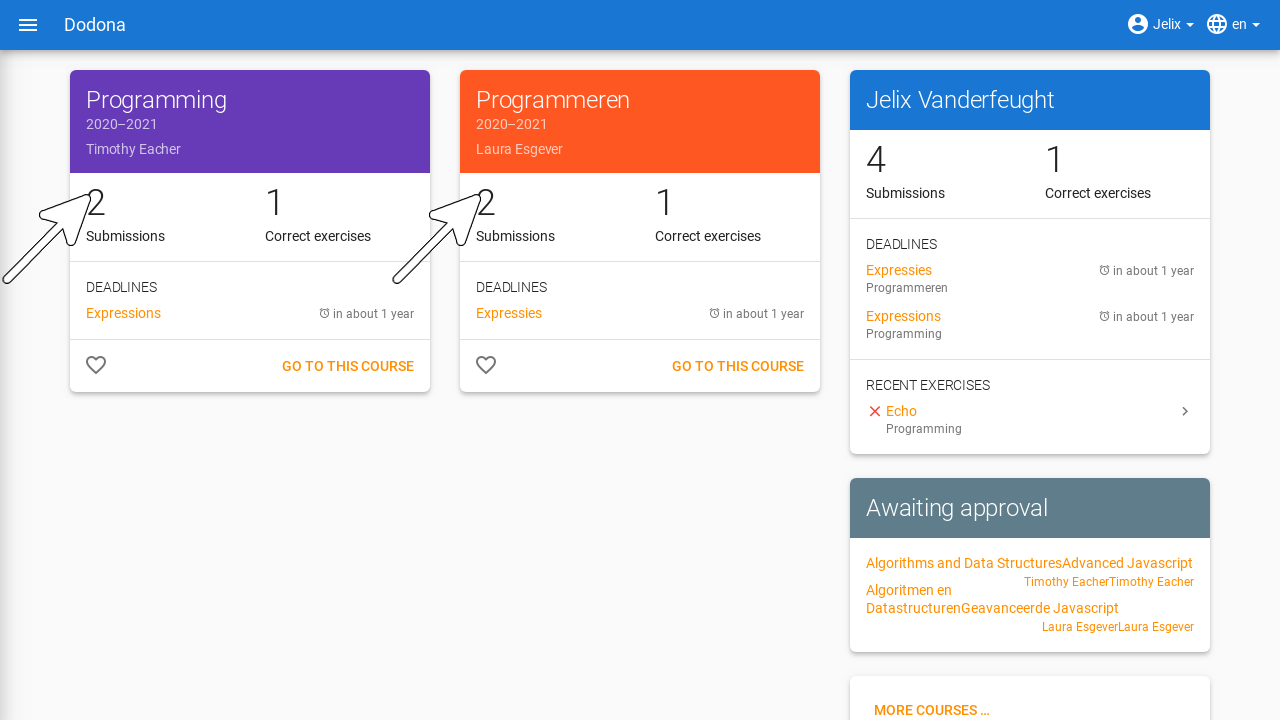 Dodona
Jelix
en
Programming
2020–2021
Timothy Eacher
2
1
Submissions
Correct exercises
DEADLINES
Expressions
in about 1 year
GO TO THIS COURSE
Programmeren
2020–2021
Laura Esgever
2
1
Submissions
Correct exercises
DEADLINES
Expressies
in about 1 year
GO TO THIS COURSE
Jelix Vanderfeught
4
1
Submissions
Correct exercises
DEADLINES
Expressies
in about 1 year
Programmeren
Expressions
in about 1 year
Programming
RECENT EXERCISES
Echo
Programming
Awaiting approval
Algorithms and Data StructuresAdvanced Javascript
Timothy EacherTimothy Eacher
Algoritmen en
DatastructurenGeavanceerde Javascript
Laura EsgeverLaura Esgever
MORE COURSES ...